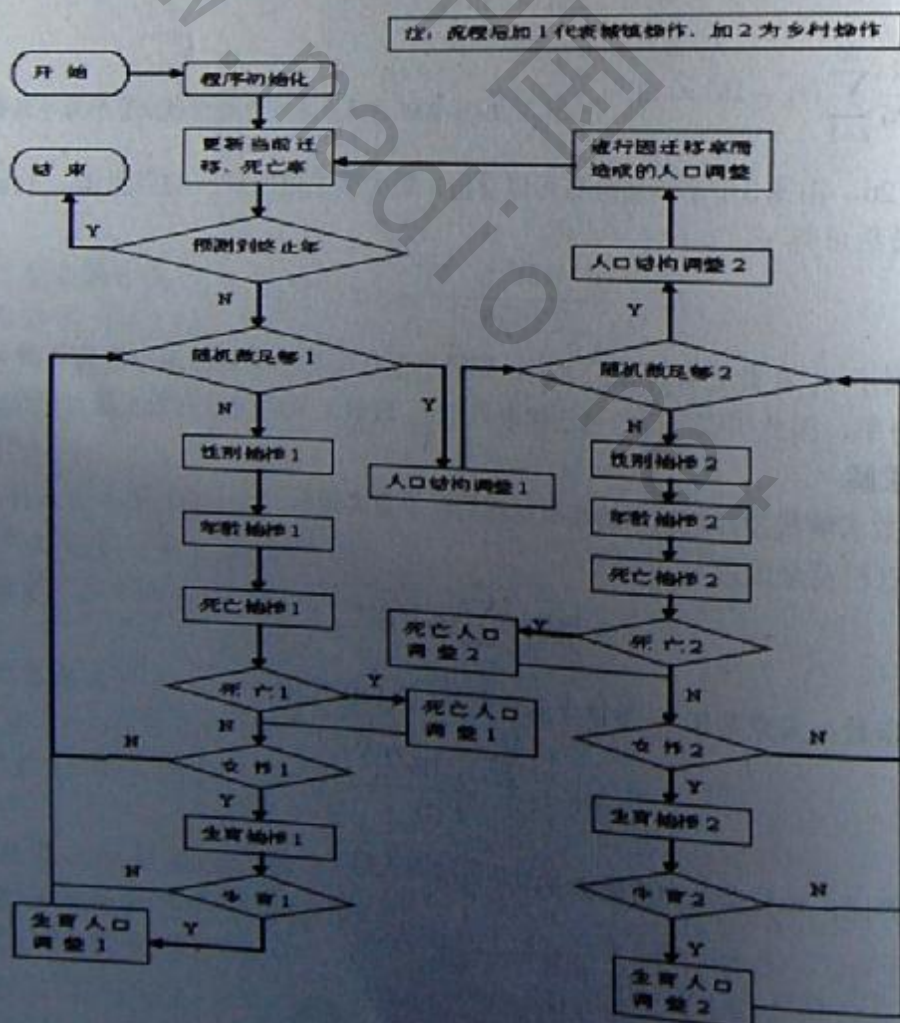 注：流程后加1代表城镇操作，加2为乡村操作
开始
程序初始化
更新当前迁
移、死亡率
结束
进行因迁移率而
造成的人口调整
Y
预测到终止年
人口结构调整2
N
Y
随机数足够1
随机数足够2
N
Y
N
性别抽样1
人口结构调整1
性别抽样2
年龄抽样1
年龄抽样2
死亡抽样1
死亡抽样2
死亡人口
调整2
Y
死亡2
死亡1
Y
N
N
死亡人口
调整1
N
女性1
女性2
N
Y
Y
生育抽样1
生育抽样2
N
生育1
生育2
N
生育人口
调整1
Y
Y
生育人口
调整2